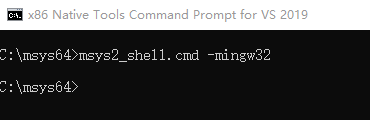 x86 Native Tools Command Prompt for VS 2019
C:\msys64>msys2_shell.cmd -mingw32
C:\msys64>